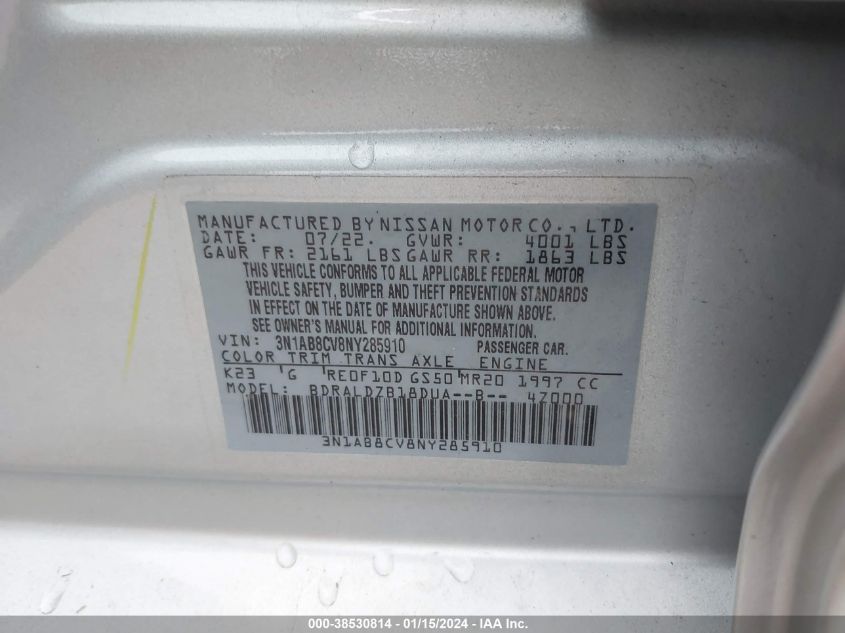 MANUFACTURED BY NISSAN MOTOR CO., LTD.
DATE: 07/22. GVWR: 4001 LBS
GAWR FR: 2161 LBS GAWR RR: 1863 LBS
THIS VEHICLE CONFORMS TO ALL APPLICABLE FEDERAL MOTOR
VEHICLE SAFETY, BUMPER AND THEFT PREVENTION STANDARDS
IN EFFECT ON THE DATE OF MANUFACTURE SHOWN ABOVE.
SEE OWNER'S MANUAL FOR ADDITIONAL INFORMATION.
VIN: 3N1AB8CV8NY285910 PASSENGER CAR.
COLOR TRIM TRANS AXLE ENGINE
K23 G RE0F10D GS50 MR20 1997 CC
MODEL: BDRALDZB18DUA--B-- 4Z000
3N1AB8CV8NY285910
000-38530814 - 01/15/2024 - IAA Inc.